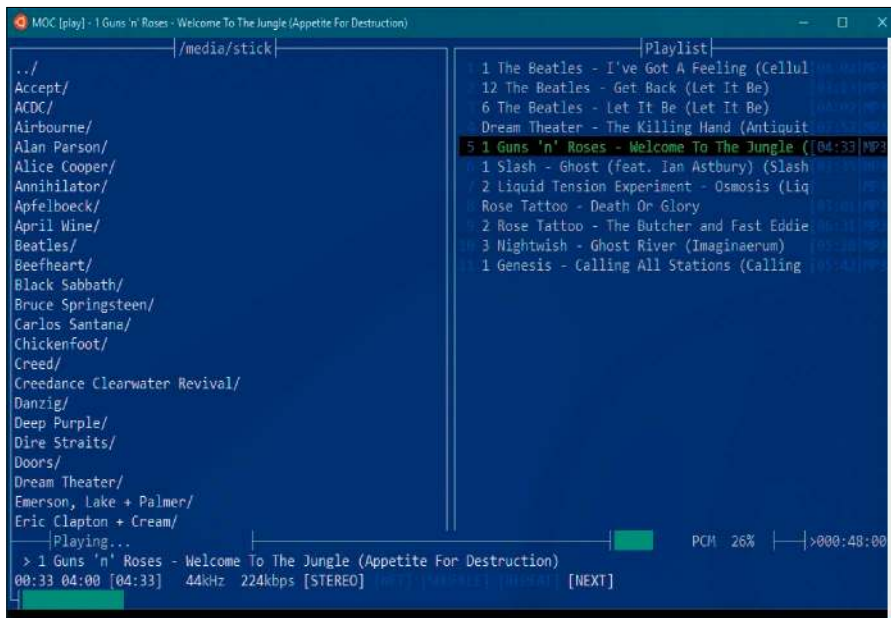 MOC [play] - 1 Guns 'n' Roses - Welcome To The Jungle (Appetite For Destruction)
/media/stick
../
Accept/
ACDC/
Airbourne/
Alan Parson/
Alice Cooper/
Annihilator/
Apfelboeck/
April Wine/
Beatles/
Beefheart/
Black Sabbath/
Bruce Springsteen/
Carlos Santana/
Chickenfoot/
Creed/
Creedance Clearwater Revival/
Danzig/
Deep Purple/
Dire Straits/
Doors/
Dream Theater/
Emerson, Lake + Palmer/
Eric Clapton + Cream/
Playlist
1 The Beatles - I've Got A Feeling (Cellul
12 The Beatles - Get Back (Let It Be)
6 The Beatles - Let It Be (Let It Be)
Dream Theater - The Killing Hand (Antiquit
5 1 Guns 'n' Roses - Welcome To The Jungle ([04:33|MP3
1 Slash - Ghost (feat. Ian Astbury) (Slash
2 Liquid Tension Experiment - Osmosis (Liq
Rose Tattoo - Death Or Glory
2 Rose Tattoo - The Butcher and Fast Eddie
3 Nightwish - Ghost River (Imaginaerum)
1 Genesis - Calling All Stations (Calling
Playing... PCM 26% >000:48:00
> 1 Guns 'n' Roses - Welcome To The Jungle (Appetite For Destruction)
00:33 04:00 [04:33] 44kHz 224kbps [STEREO] [NEXT]